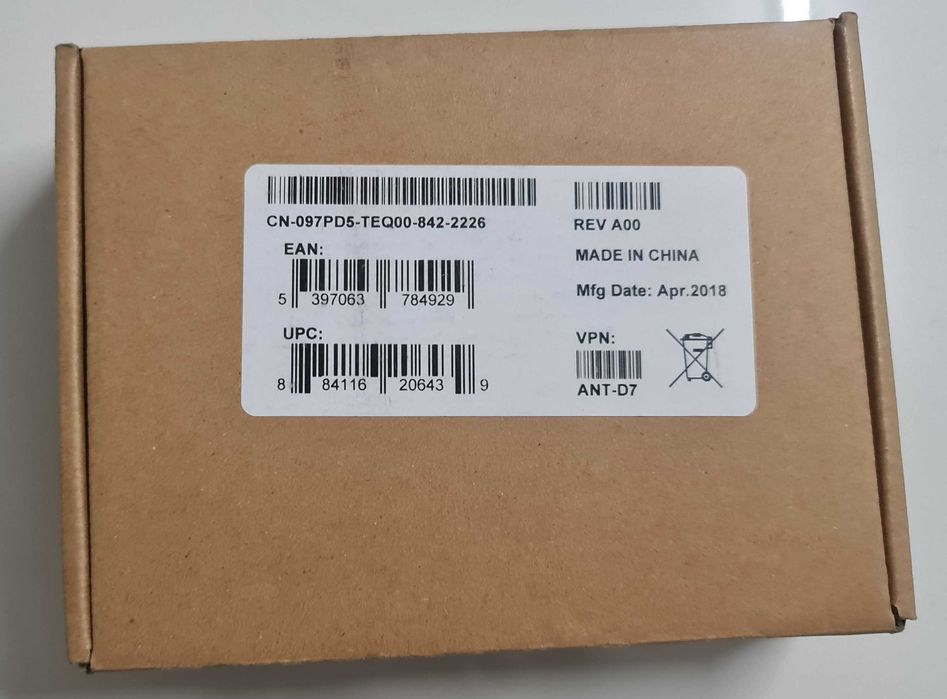 CN-097PD5-TEQ00-842-2226
EAN:
5 397063 784929
UPC:
8 84116 20643 9
REV A00
MADE IN CHINA
Mfg Date: Apr.2018
VPN:
ANT-D7